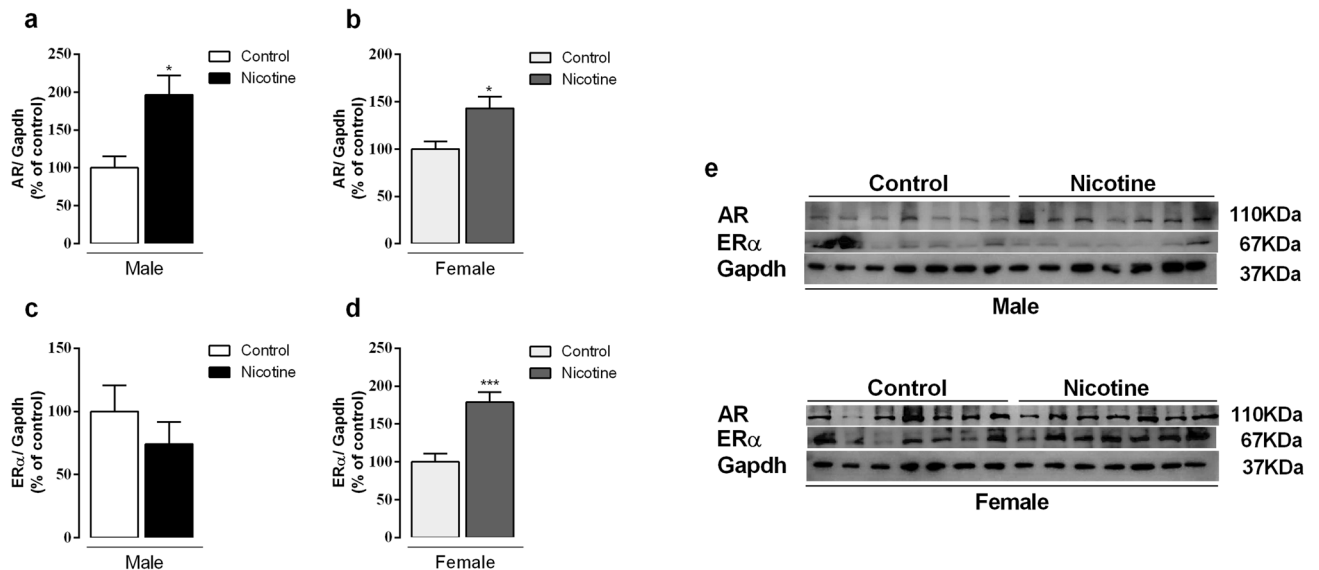 a
AR/ Gapdh
(% of control)
250
200
150
100
50
0
*
Control
Nicotine
Male
b
AR/ Gapdh
(% of control)
200
150
100
50
0
*
Control
Nicotine
Female
c
ERα/ Gapdh
(% of control)
150
100
50
0
Control
Nicotine
Male
d
ERα/ Gapdh
(% of control)
250
200
150
100
50
0
***
Control
Nicotine
Female
e
Control Nicotine
AR 110KDa
ERα 67KDa
Gapdh 37KDa
Male
Control Nicotine
AR 110KDa
ERα 67KDa
Gapdh 37KDa
Female